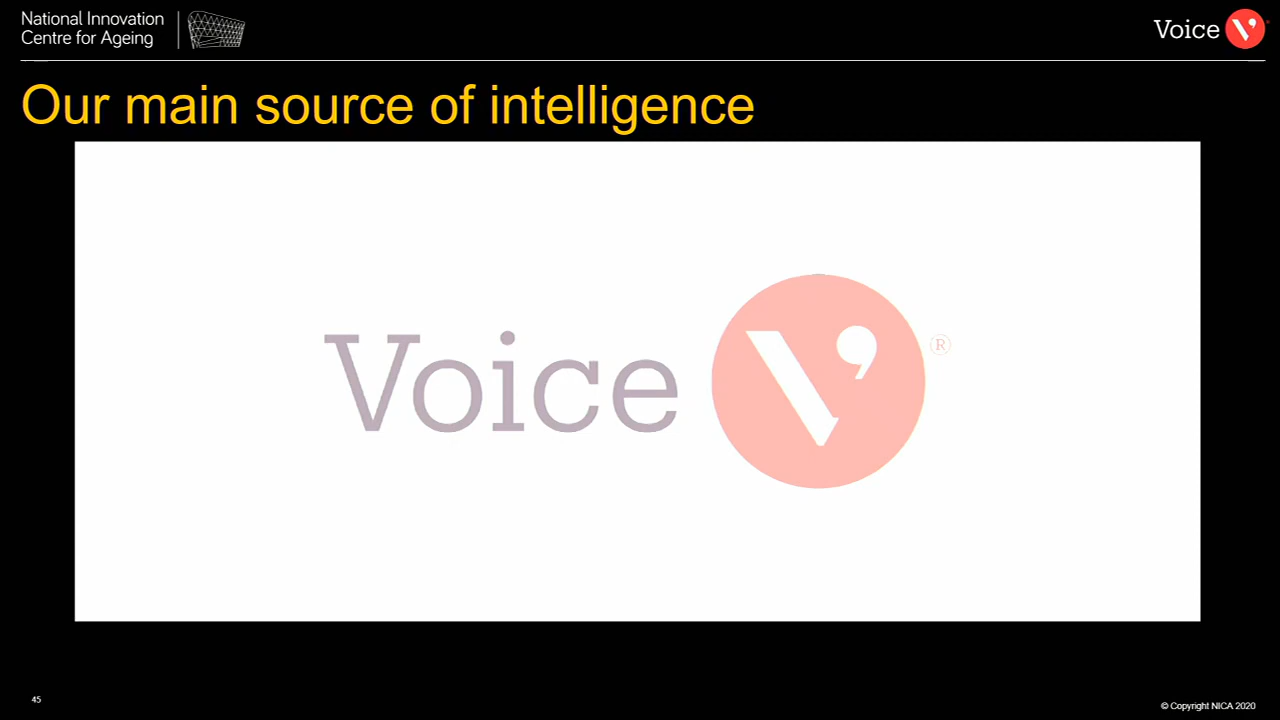 National Innovation
Centre for Ageing
Voice V’
Our main source of intelligence
Voice V’ ®
45
© Copyright NICA 2020